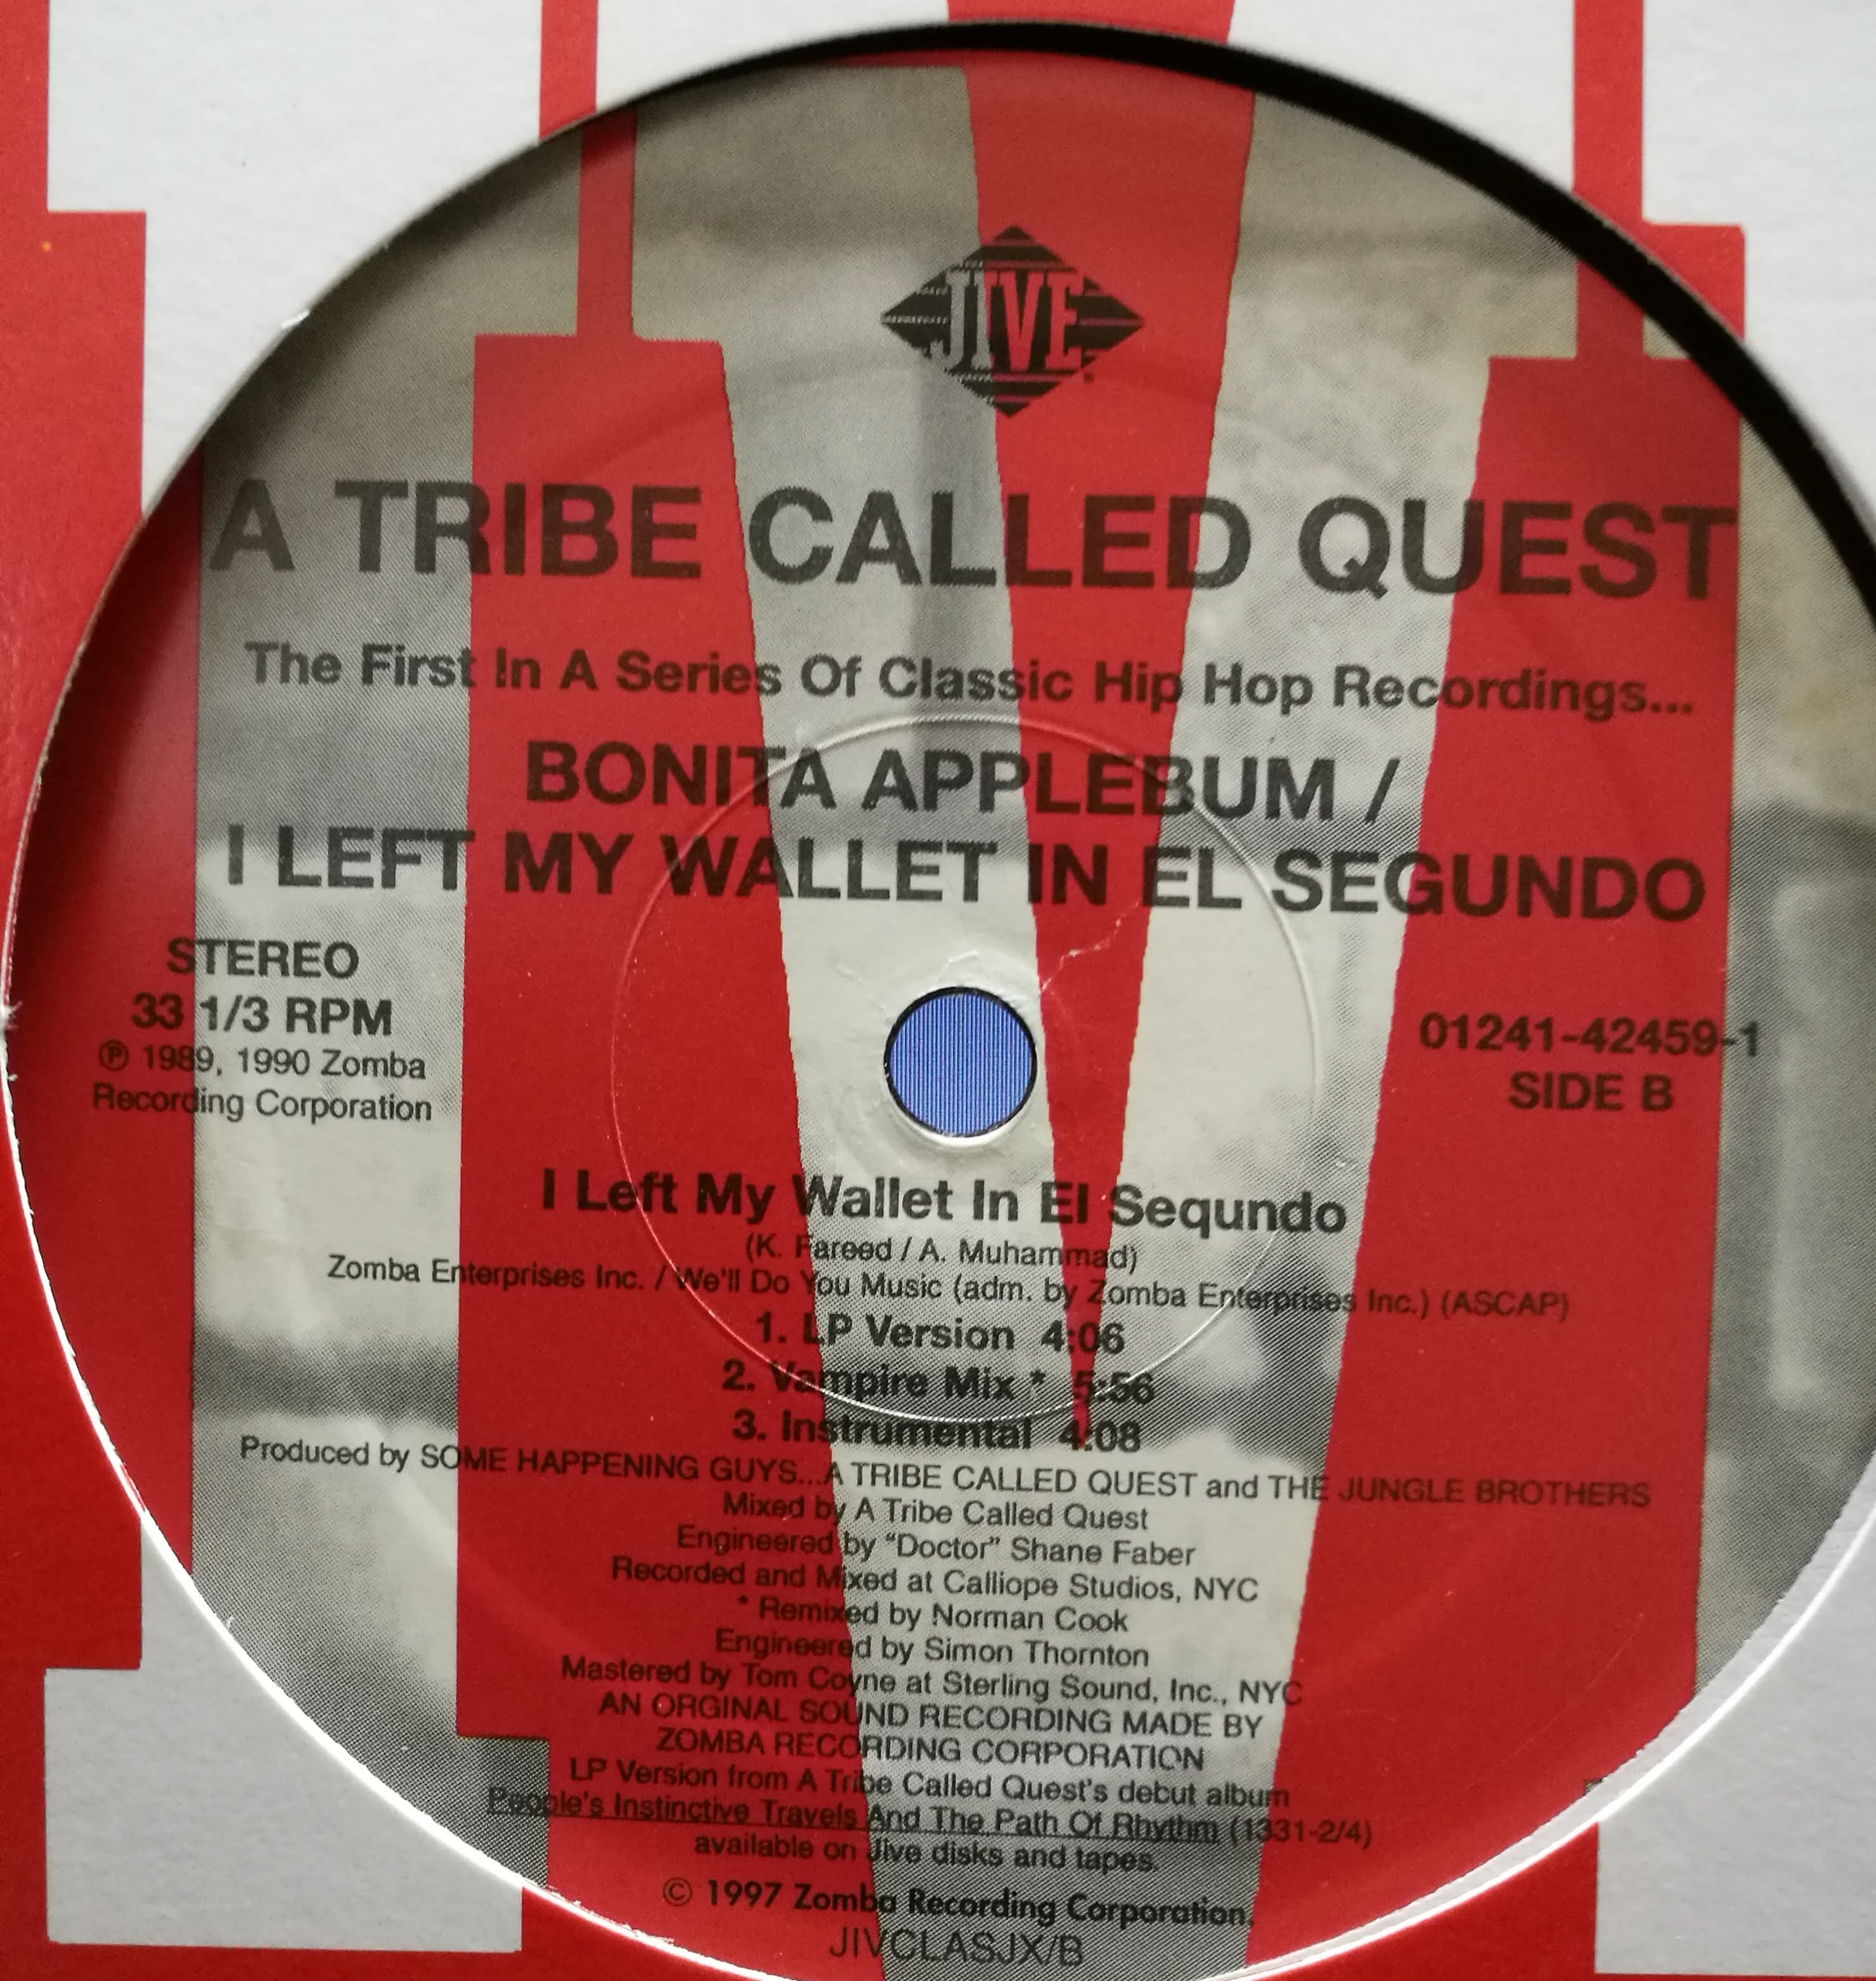 JIVE
A TRIBE CALLED QUEST
The First In A Series Of Classic Hip Hop Recordings...
BONITA APPLEBUM /
I LEFT MY WALLET IN EL SEGUNDO
STEREO
33 1/3 RPM
℗ 1989, 1990 Zomba
Recording Corporation
01241-42459-1
SIDE B
I Left My Wallet In El Sequndo
(K. Fareed / A. Muhammad)
Zomba Enterprises Inc. / We'll Do You Music (adm. by Zomba Enterprises Inc.) (ASCAP)
1. LP Version 4:06
2. Vampire Mix * 5:56
3. Instrumental 4:08
Produced by SOME HAPPENING GUYS...A TRIBE CALLED QUEST and THE JUNGLE BROTHERS
Mixed by A Tribe Called Quest
Engineered by "Doctor" Shane Faber
Recorded and Mixed at Calliope Studios, NYC
* Remixed by Norman Cook
Engineered by Simon Thornton
Mastered by Tom Coyne at Sterling Sound, Inc., NYC
AN ORGINAL SOUND RECORDING MADE BY
ZOMBA RECORDING CORPORATION
LP Version from A Tribe Called Quest's debut album
People's Instinctive Travels And The Path Of Rhythm (1331-2/4)
available on Jive disks and tapes.
© 1997 Zomba Recording Corporation.
JIVCLASJX/B